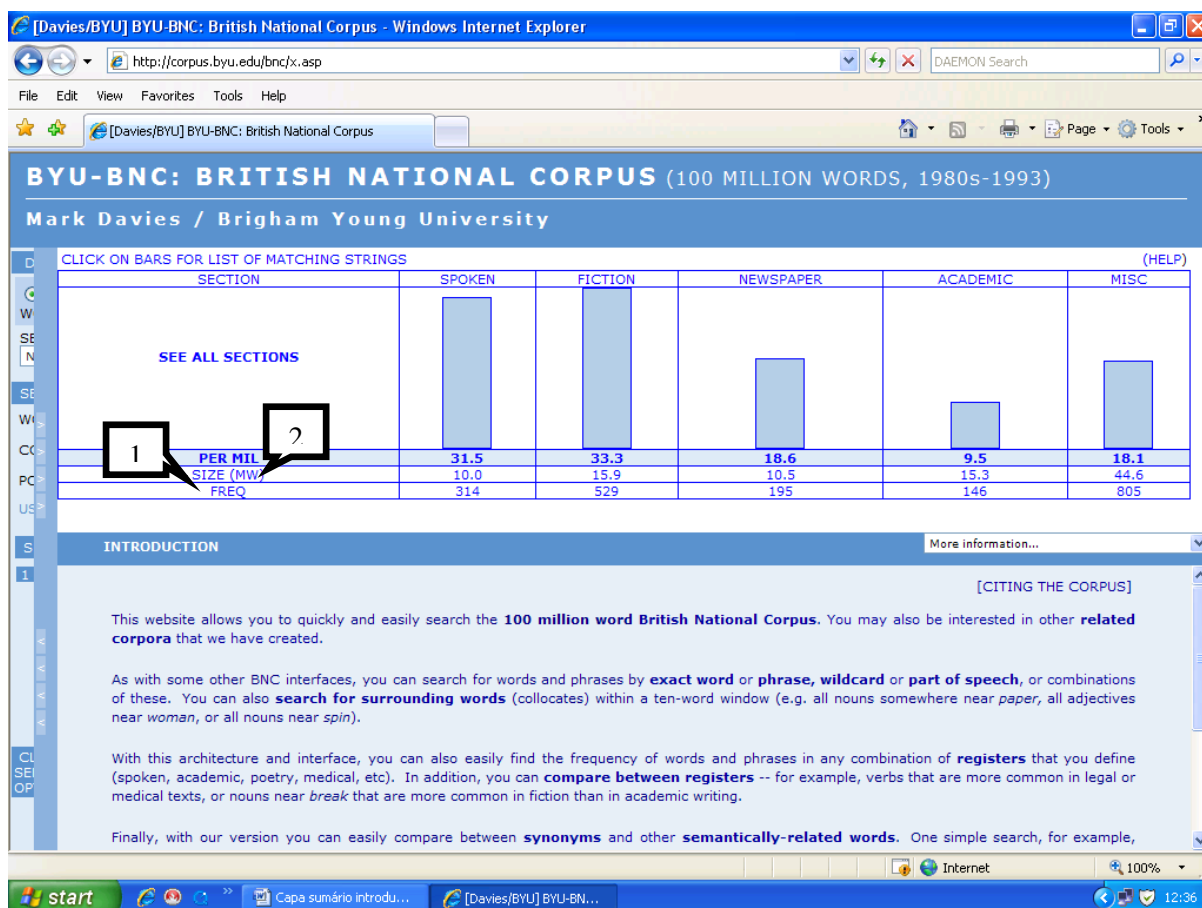 [Davies/BYU] BYU-BNC: British National Corpus - Windows Internet Explorer
http://corpus.byu.edu/bnc/x.asp
DAEMON Search
File Edit View Favorites Tools Help
[Davies/BYU] BYU-BNC: British National Corpus
Page Tools
BYU-BNC: BRITISH NATIONAL CORPUS (100 MILLION WORDS, 1980s-1993)
Mark Davies / Brigham Young University
D
CLICK ON BARS FOR LIST OF MATCHING STRINGS (HELP)
SECTION SPOKEN FICTION NEWSPAPER ACADEMIC MISC
SEE ALL SECTIONS
1
2
PER MIL 31.5 33.3 18.6 9.5 18.1
SIZE (MW) 10.0 15.9 10.5 15.3 44.6
FREQ 314 529 195 146 805
W
SE
N
SE
CO
PO
US
S
1
INTRODUCTION More information...
[CITING THE CORPUS]
This website allows you to quickly and easily search the 100 million word British National Corpus. You may also be interested in other related
corpora that we have created.
As with some other BNC interfaces, you can search for words and phrases by exact word or phrase, wildcard or part of speech, or combinations
of these. You can also search for surrounding words (collocates) within a ten-word window (e.g. all nouns somewhere near paper, all adjectives
near woman, or all nouns near spin).
With this architecture and interface, you can also easily find the frequency of words and phrases in any combination of registers that you define
(spoken, academic, poetry, medical, etc). In addition, you can compare between registers -- for example, verbs that are more common in legal or
medical texts, or nouns near break that are more common in fiction than in academic writing.
Finally, with our version you can easily compare between synonyms and other semantically-related words. One simple search, for example,
CL
SE
OP
Internet 100%
start Capa sumário introdu... [Davies/BYU] BYU-BN... 12:36